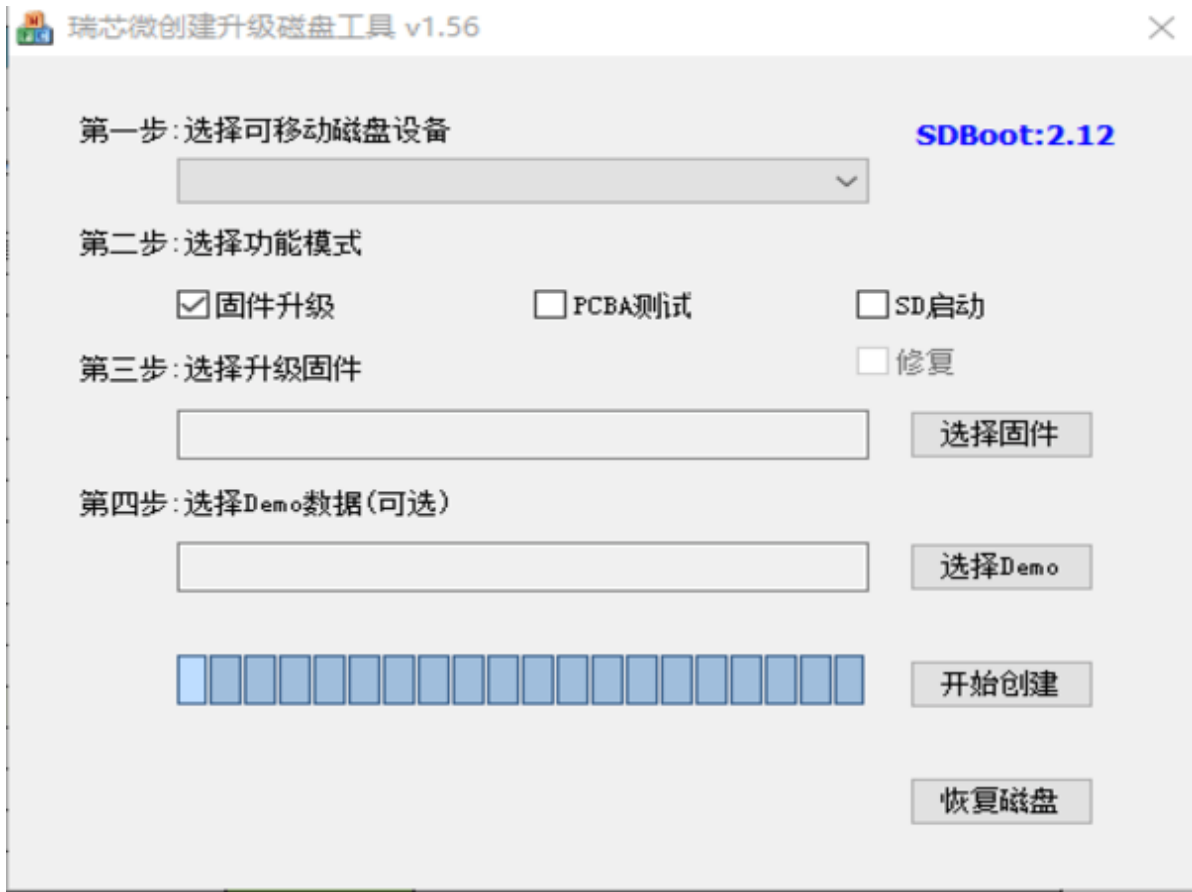 瑞芯微创建升级磁盘工具 v1.56
第一步:选择可移动磁盘设备
SDBoot:2.12
第二步:选择功能模式
固件升级 PCBA测试 SD启动
修复
第三步:选择升级固件
选择固件
第四步:选择Demo数据(可选)
选择Demo
开始创建
恢复磁盘